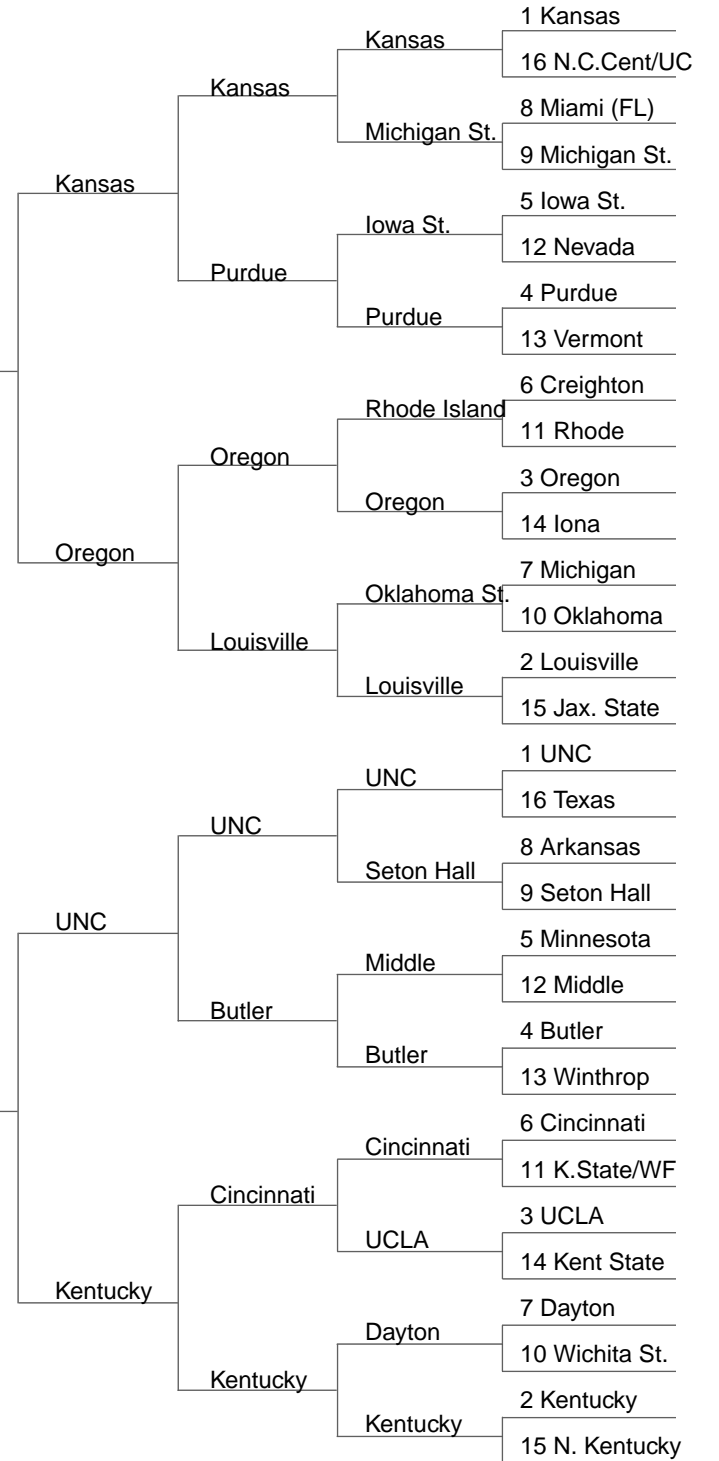 1 Kansas
Kansas
16 N.C.Cent/UC
Kansas
8 Miami (FL)
Michigan St.
9 Michigan St.
Kansas
5 Iowa St.
Iowa St.
12 Nevada
Purdue
4 Purdue
Purdue
13 Vermont
6 Creighton
Rhode Island
11 Rhode
Oregon
3 Oregon
Oregon
14 Iona
Oregon
7 Michigan
Oklahoma St.
10 Oklahoma
Louisville
2 Louisville
Louisville
15 Jax. State
1 UNC
UNC
16 Texas
UNC
8 Arkansas
Seton Hall
9 Seton Hall
UNC
5 Minnesota
Middle
12 Middle
Butler
4 Butler
Butler
13 Winthrop
6 Cincinnati
Cincinnati
11 K.State/WF
Cincinnati
3 UCLA
UCLA
14 Kent State
Kentucky
7 Dayton
Dayton
10 Wichita St.
Kentucky
2 Kentucky
Kentucky
15 N. Kentucky